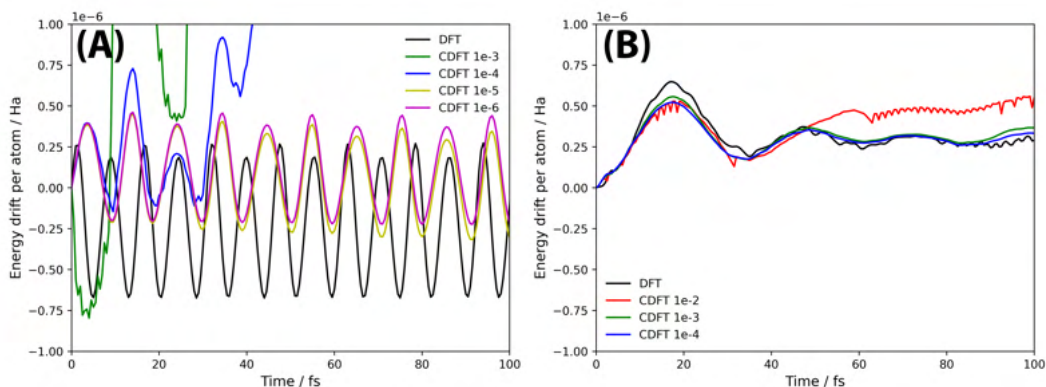 1e−6
(A)
1.00
0.75
0.50
0.25
0.00
−0.25
−0.50
−0.75
−1.00
Energy drift per atom / Ha
DFT
CDFT 1e-3
CDFT 1e-4
CDFT 1e-5
CDFT 1e-6
0 20 40 60 80 100
Time / fs
1e−6
(B)
1.00
0.75
0.50
0.25
0.00
−0.25
−0.50
−0.75
−1.00
Energy drift per atom / Ha
DFT
CDFT 1e-2
CDFT 1e-3
CDFT 1e-4
0 20 40 60 80 100
Time / fs